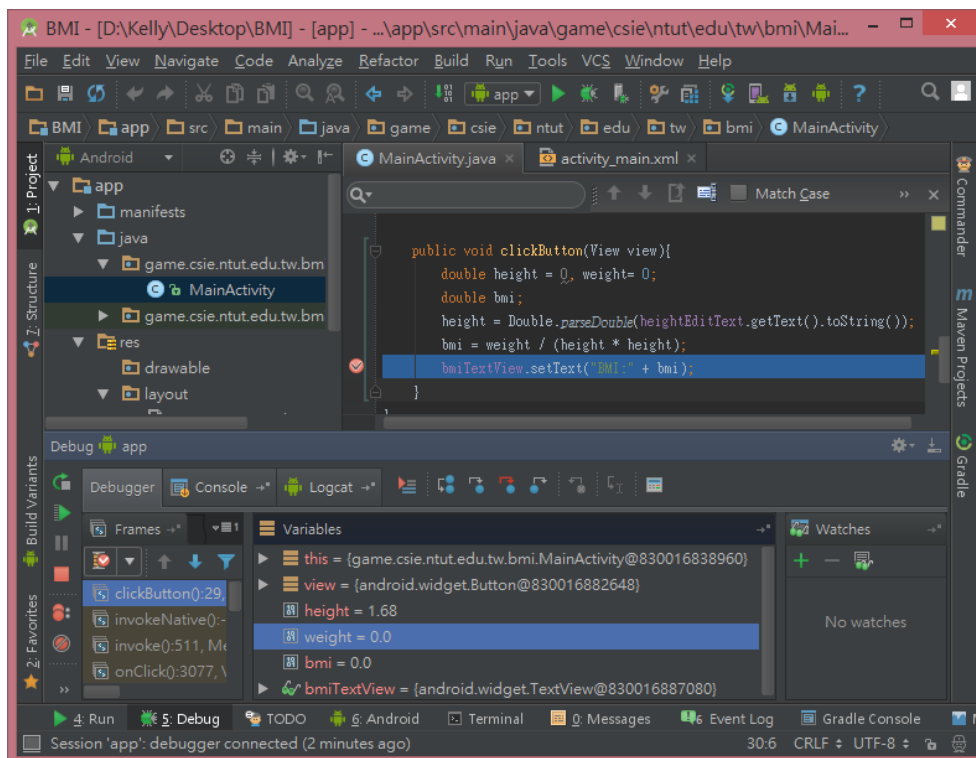 BMI - [D:\Kelly\Desktop\BMI] - [app] - ...\app\src\main\java\game\csie\ntut\edu\tw\bmi\Mai...
File Edit View Navigate Code Analyze Refactor Build Run Tools VCS Window Help
app
BMI app src main java game csie ntut edu tw bmi MainActivity
1: Project
7: Structure
Build Variants
2: Favorites
Android
app
manifests
java
game.csie.ntut.edu.tw.bm
MainActivity
game.csie.ntut.edu.tw.bm
res
drawable
layout
MainActivity.java activity_main.xml
Match Case
public void clickButton(View view){
double height = 0, weight= 0;
double bmi;
height = Double.parseDouble(heightEditText.getText().toString());
bmi = weight / (height * height);
bmiTextView.setText("BMI:" + bmi);
}
Commander
Maven Projects
Gradle
Debug app
Debugger Console Logcat
Frames
clickButton():29,
invokeNative():-
invoke():511, Me
onClick():3077, V
Variables
this = {game.csie.ntut.edu.tw.bmi.MainActivity@830016838960}
view = {android.widget.Button@830016882648}
height = 1.68
weight = 0.0
bmi = 0.0
bmiTextView = {android.widget.TextView@830016887080}
Watches
No watches
4: Run 5: Debug TODO 6: Android Terminal 0: Messages 6 Event Log Gradle Console
Session 'app': debugger connected (2 minutes ago) 30:6 CRLF UTF-8